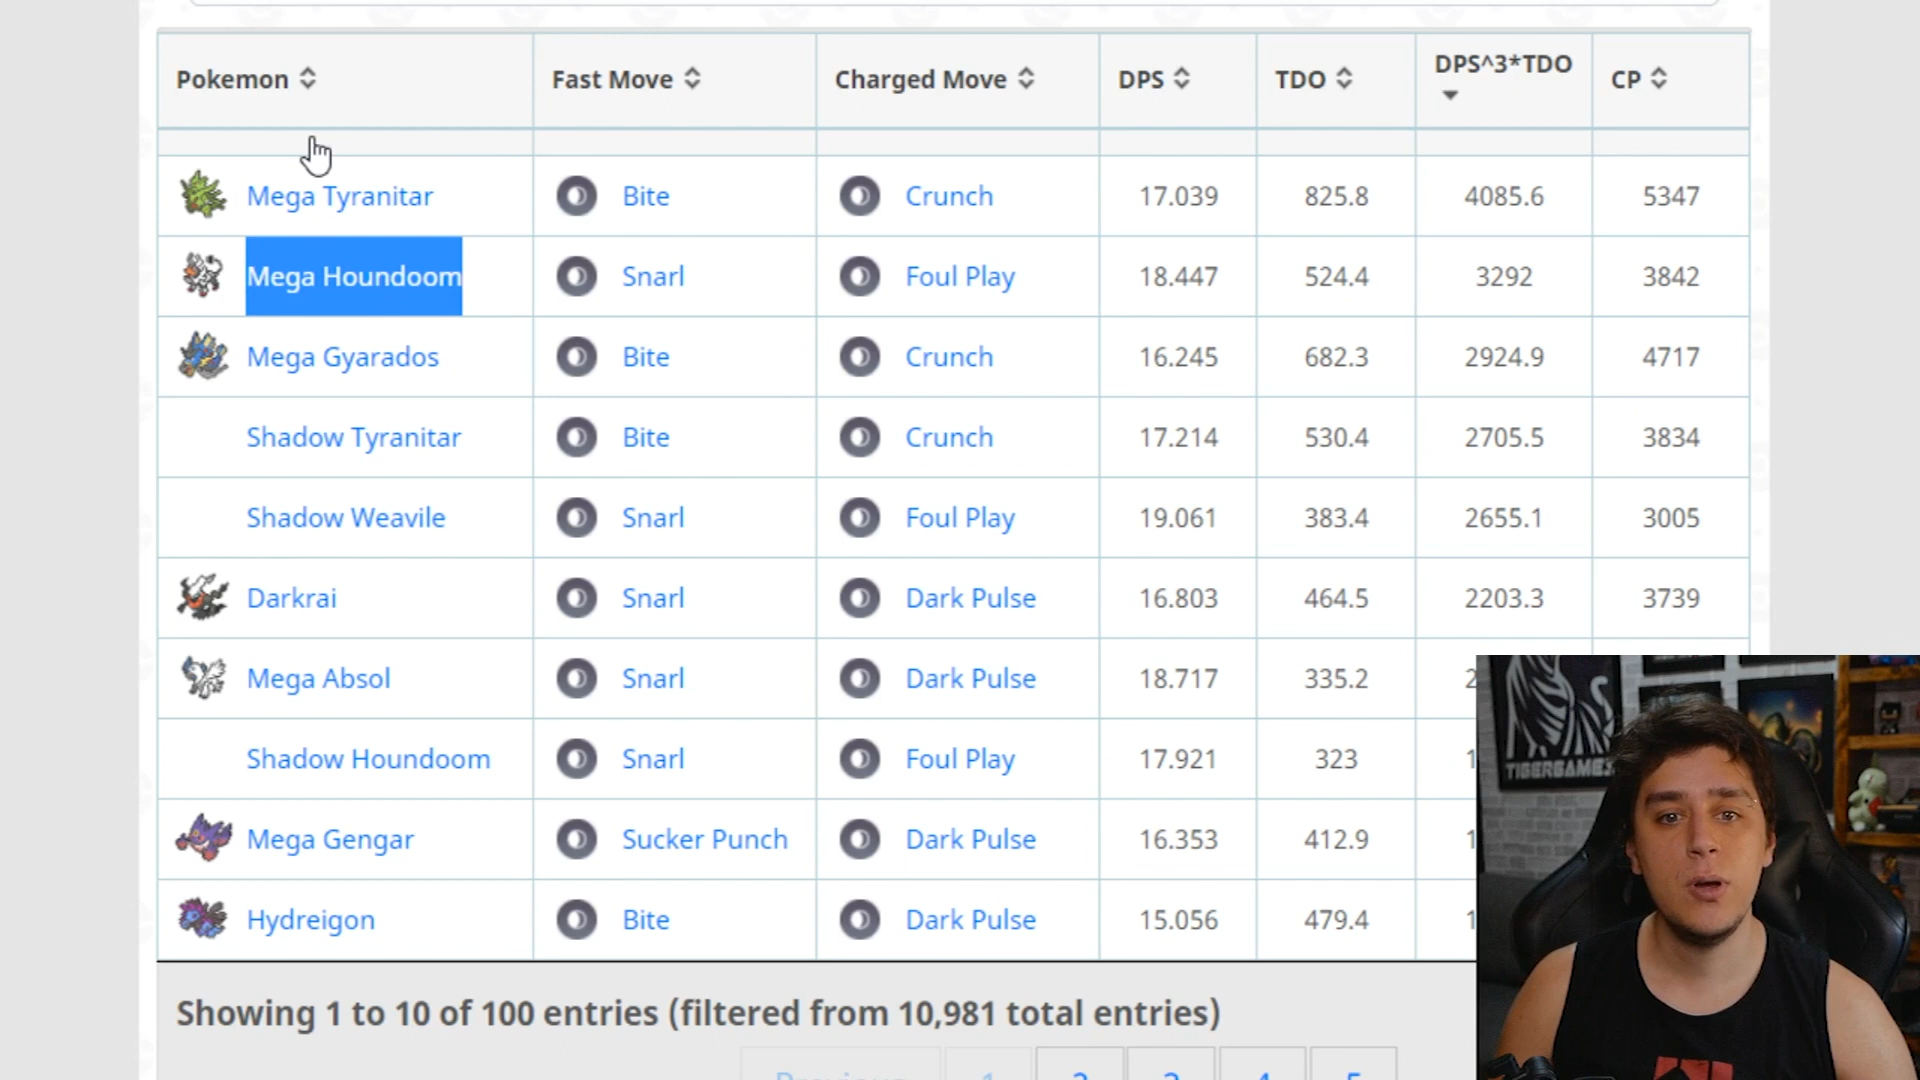 Pokemon Fast Move Charged Move DPS TDO DPS^3*TDO CP
Mega Tyranitar Bite Crunch 17.039 825.8 4085.6 5347
Mega Houndoom Snarl Foul Play 18.447 524.4 3292 3842
Mega Gyarados Bite Crunch 16.245 682.3 2924.9 4717
Shadow Tyranitar Bite Crunch 17.214 530.4 2705.5 3834
Shadow Weavile Snarl Foul Play 19.061 383.4 2655.1 3005
Darkrai Snarl Dark Pulse 16.803 464.5 2203.3 3739
Mega Absol Snarl Dark Pulse 18.717 335.2
Shadow Houndoom Snarl Foul Play 17.921 323
Mega Gengar Sucker Punch Dark Pulse 16.353 412.9
Hydreigon Bite Dark Pulse 15.056 479.4
TIGERGAMES
Showing 1 to 10 of 100 entries (filtered from 10,981 total entries)
Previous 1 2 3 4 5